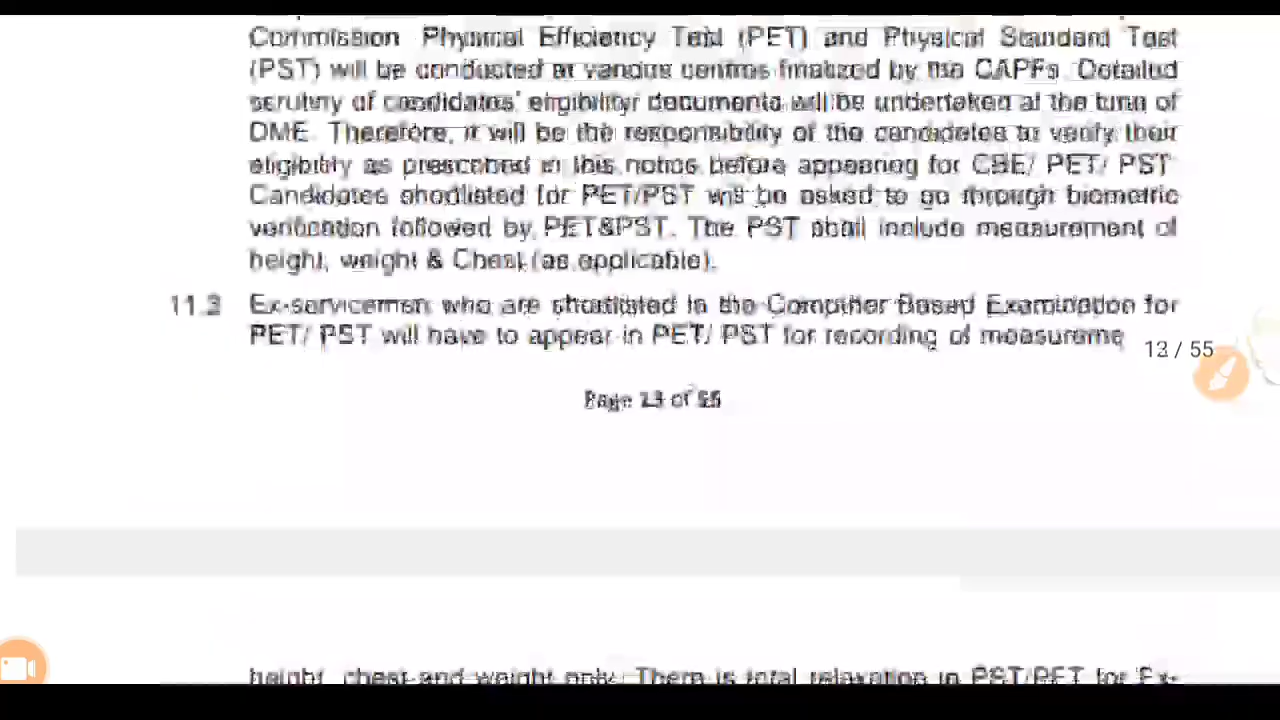 Commission Physical Efficiency Test (PET) and Physical Standard Test
(PST) will be conducted at various centres finalized by the CAPFs. Detailed
scrutiny of candidates' eligibility documents will be undertaken at the time of
DME. Therefore, it will be the responsibility of the candidates to verify their
eligibility as prescribed in this notice before appearing for CBE/ PET/ PST
Candidates shortlisted for PET/PST will be asked to go through biometric
verification followed by PET&PST. The PST shall include measurement of
height, weight & Chest (as applicable).
11.3 Ex-servicemen who are shortlisted in the Computer Based Examination for
PET/ PST will have to appear in PET/ PST for recording of measureme
13 / 55
Page 13 of 55
height, chest and weight only. There is total relaxation in PST/PET for Ex-